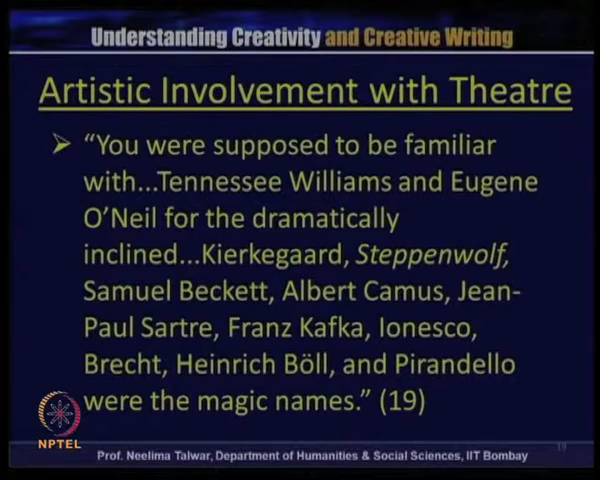 Understanding Creativity and Creative Writing
Artistic Involvement with Theatre
➤ “You were supposed to be familiar
with...Tennessee Williams and Eugene
O’Neil for the dramatically
inclined...Kierkegaard, Steppenwolf,
Samuel Beckett, Albert Camus, Jean-
Paul Sartre, Franz Kafka, Ionesco,
Brecht, Heinrich Böll, and Pirandello
were the magic names.” (19)
NPTEL
19
Prof. Neelima Talwar, Department of Humanities & Social Sciences, IIT Bombay